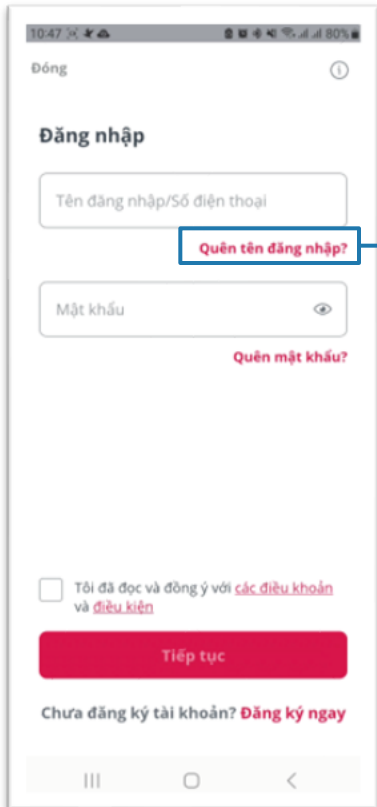 10:47 80%
Đóng
Đăng nhập
Tên đăng nhập/Số điện thoại
Quên tên đăng nhập?
Mật khẩu
Quên mật khẩu?
Tôi đã đọc và đồng ý với các điều khoản
và điều kiện
Tiếp tục
Chưa đăng ký tài khoản? Đăng ký ngay